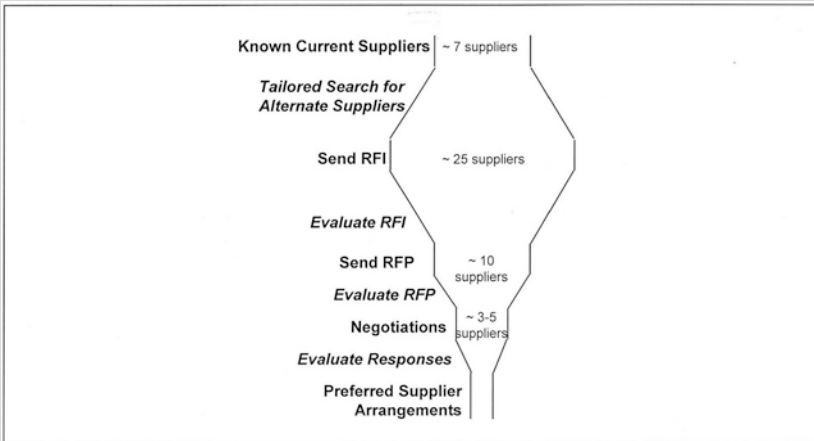 Known Current Suppliers ~ 7 suppliers
Tailored Search for
Alternate Suppliers
Send RFI ~ 25 suppliers
Evaluate RFI
Send RFP ~ 10
suppliers
Evaluate RFP
Negotiations ~ 3-5
suppliers
Evaluate Responses
Preferred Supplier
Arrangements